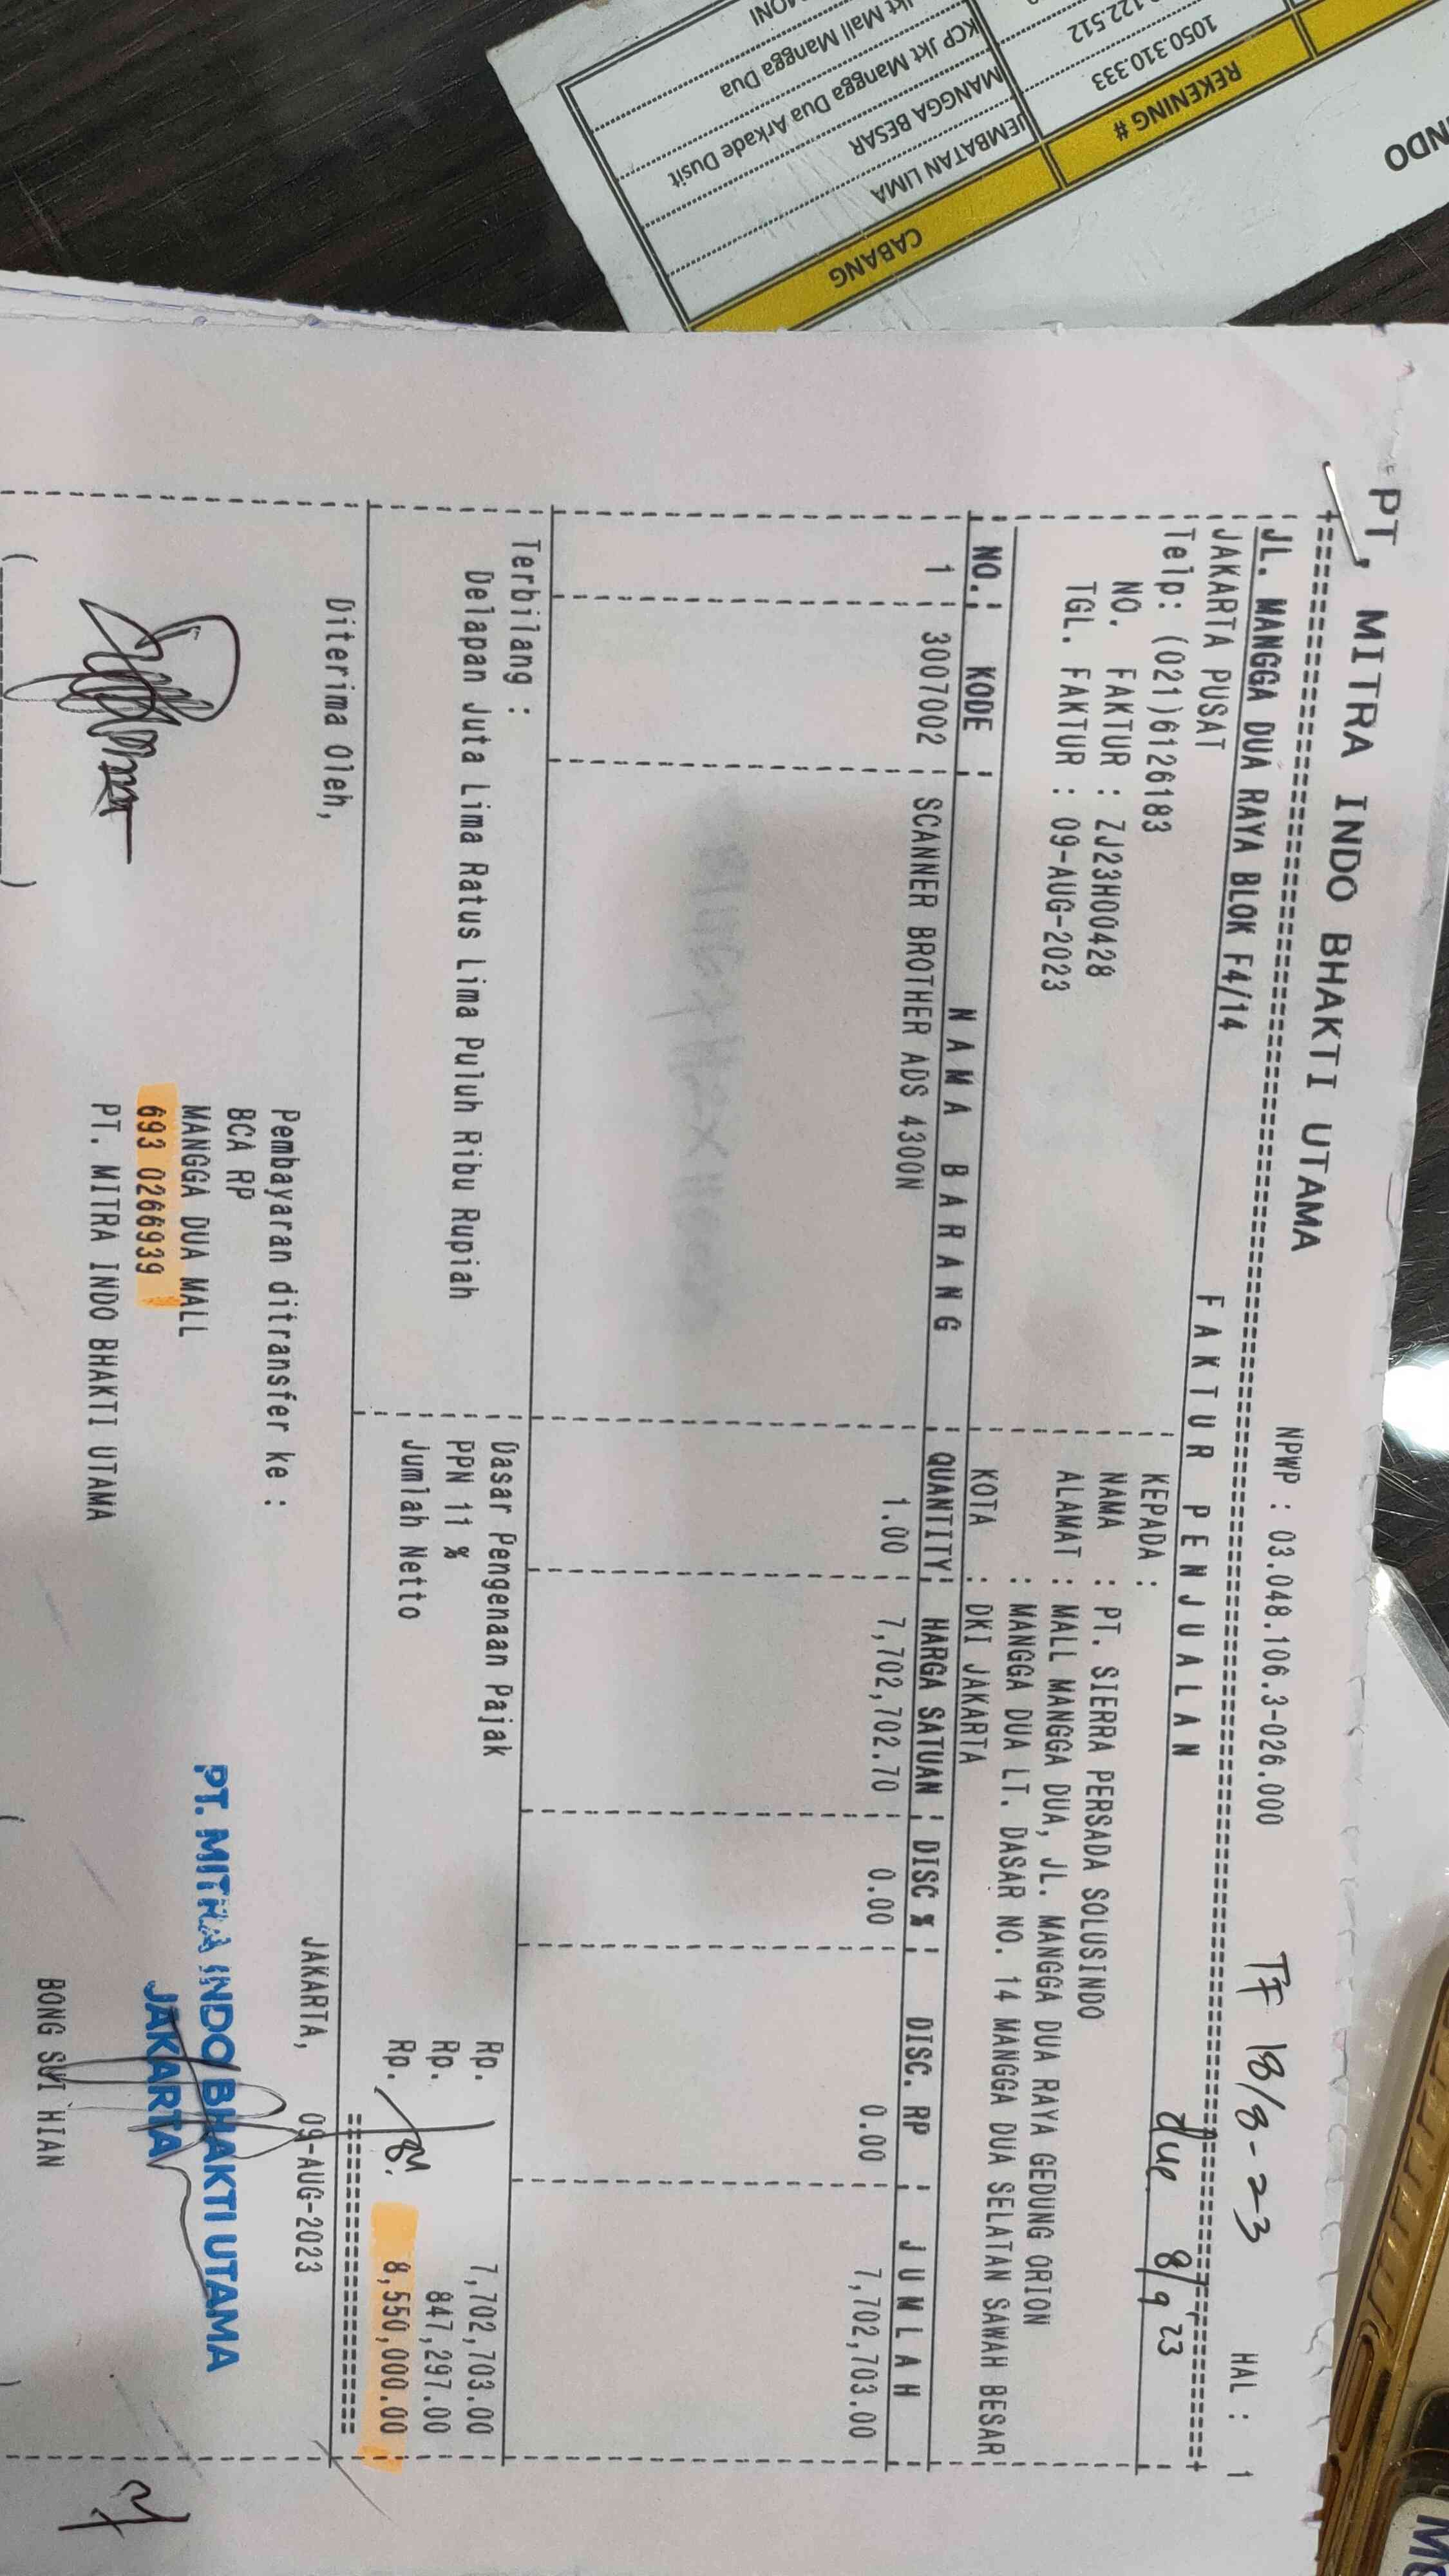 NDO
REKENING #
CABANG
1050.310.333
EMBATAN LIMA
122.512
MANGGA BESAR
KCP Jkt Mangga Dua Arkade Dusit
kt Mall Mangga Dua
MONI
PT, MITRA INDO BHAKTI UTAMA
NPWP : 03.048.106.3-026.000
TF 18/8-23
HAL : 1
JL. MANGGA DUA RAYA BLOK F4/14
FAKTUR PENJUALAN
due 8/9 23
JAKARTA PUSAT
KEPADA :
Telp: (021)6126183
NAMA : PT. SIERRA PERSADA SOLUSINDO
NO. FAKTUR : ZJ23H00428
ALAMAT : MALL MANGGA DUA, JL. MANGGA DUA RAYA GEDUNG ORION
TGL. FAKTUR : 09-AUG-2023
: MANGGA DUA LT. DASAR NO. 14 MANGGA DUA SELATAN SAWAH BESAR
KOTA : DKI JAKARTA
NO. KODE NAMA BARANG QUANTITY HARGA SATUAN DISC % DISC. RP JUMLAH
1 3007002 SCANNER BROTHER ADS 4300N 1.00 7,702,702.70 0.00 0.00 7,702,703.00
Terbilang :
Dasar Pengenaan Pajak Rp. 7,702,703.00
Delapan Juta Lima Ratus Lima Puluh Ribu Rupiah
PPN 11 % Rp. 847,297.00
Jumlah Netto Rp. 8,550,000.00
Diterima Oleh,
JAKARTA, 09-AUG-2023
Pembayaran ditransfer ke :
BCA RP
MANGGA DUA MALL
693 0266939
PT. MITRA INDO BHAKTI UTAMA
PT. MITRA INDO BHAKTI UTAMA
JAKARTA
BONG SUI HIAN